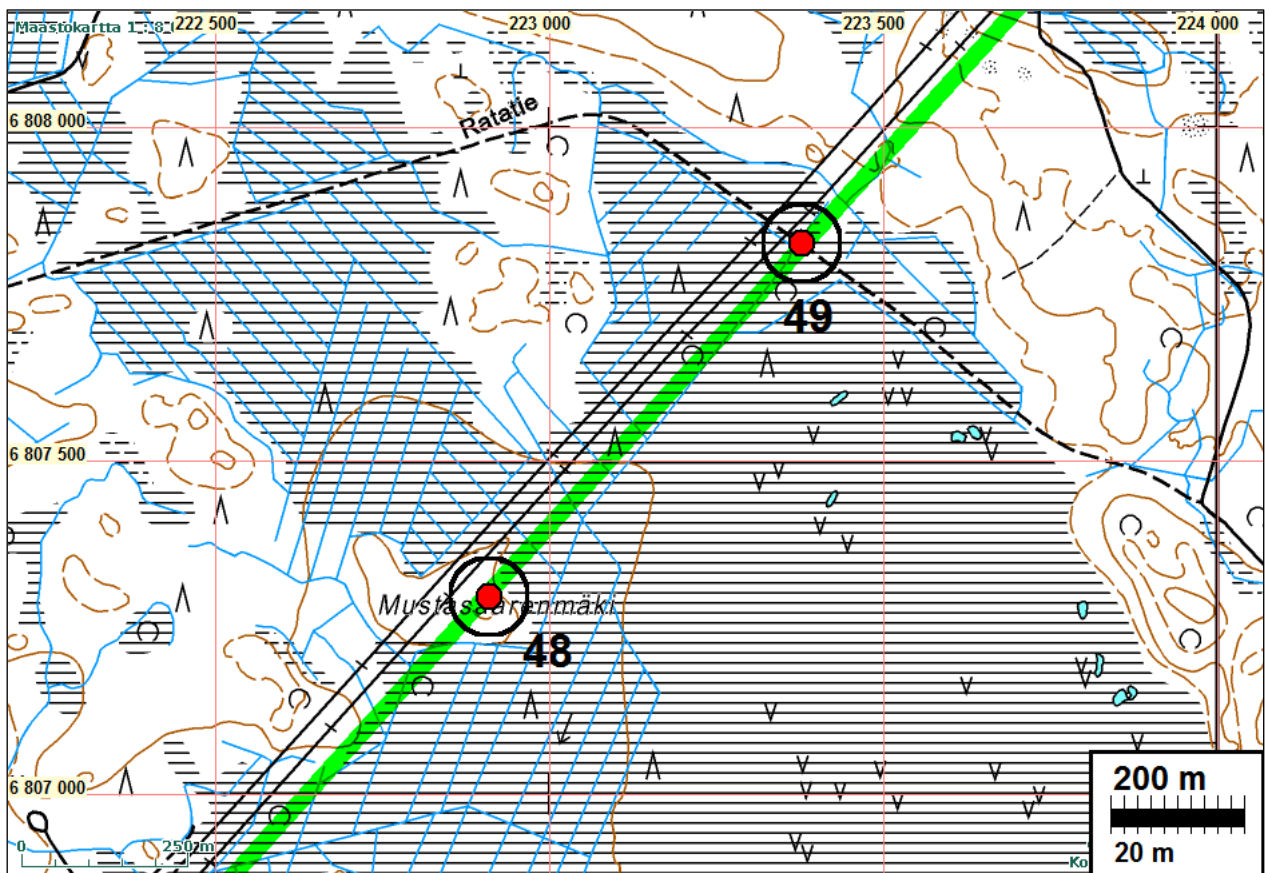 Maastokartta 1 : 8
222 500
223 000
223 500
224 000
Ratatie
6 808 000
49
6 807 500
Mustasaarenmäki
48
6 807 000
200 m
20 m
0 250 m
Ko